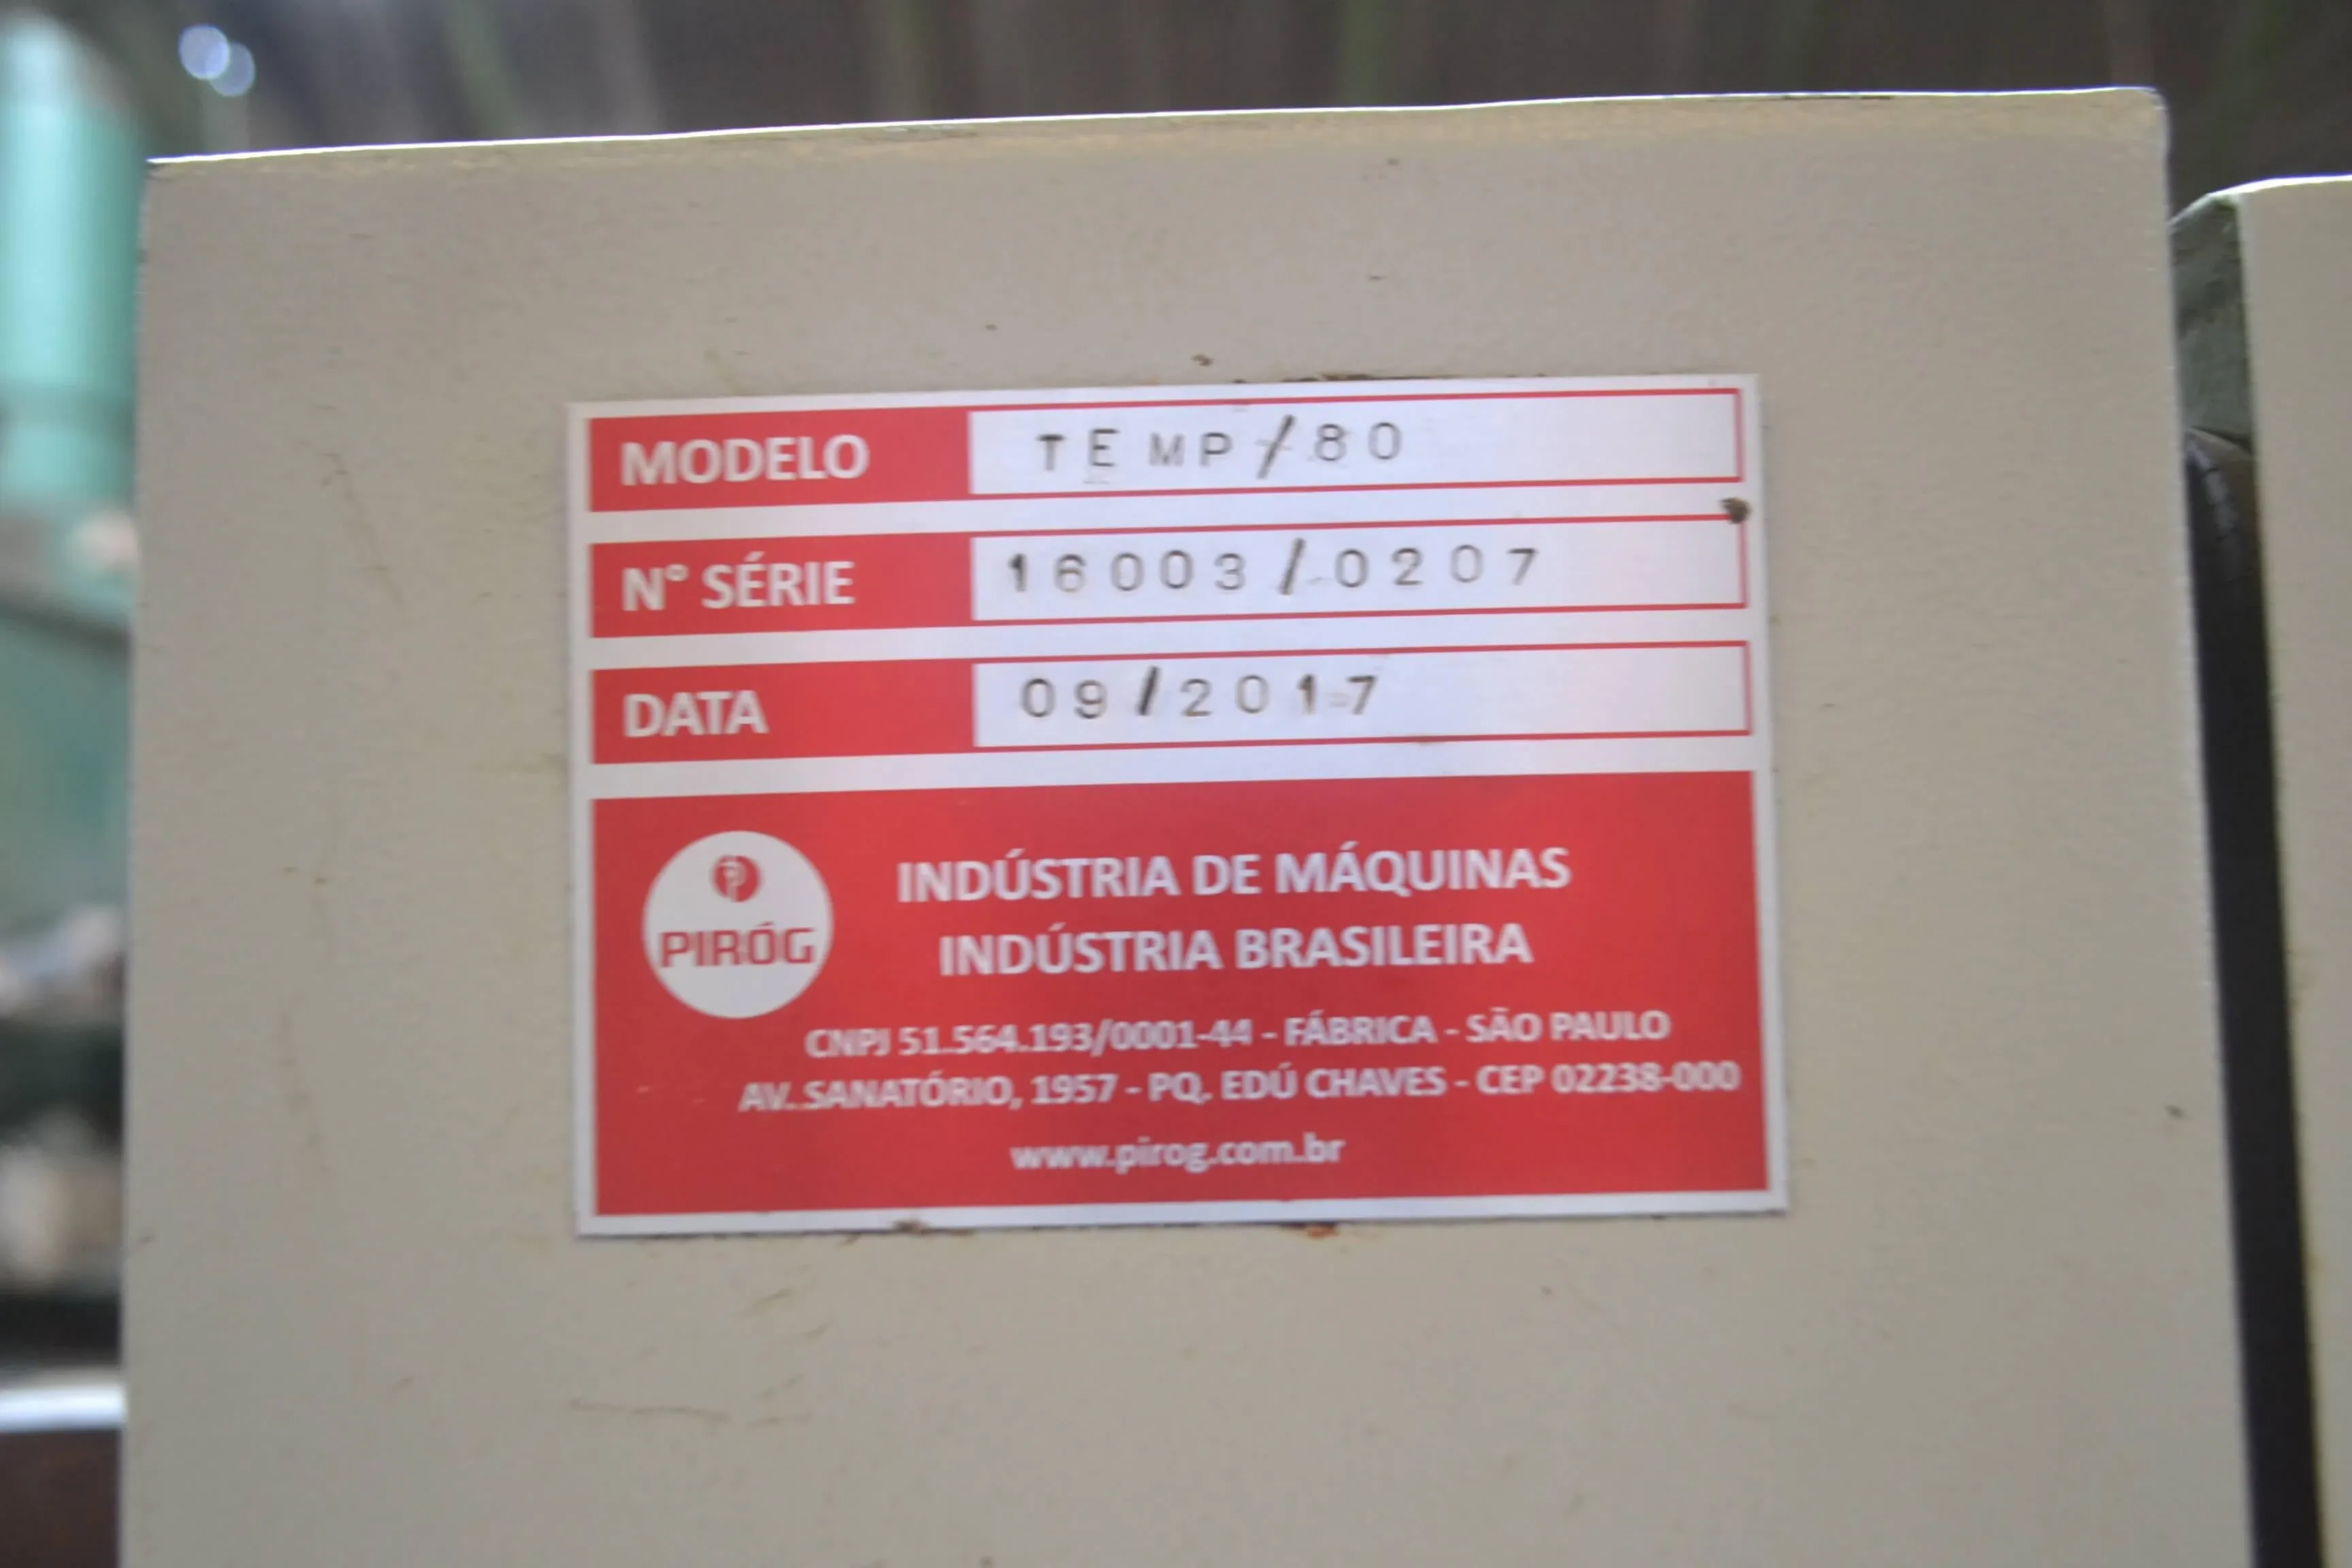 MODELO TEMP/80
N° SÉRIE 16003/0207
DATA 09/2017
PIRÓG
INDÚSTRIA DE MÁQUINAS
INDÚSTRIA BRASILEIRA
CNPJ 51.564.193/0001-44 - FÁBRICA - SÃO PAULO
AV. SANATÓRIO, 1957 - PQ. EDÚ CHAVES - CEP 02238-000
www.pirog.com.br